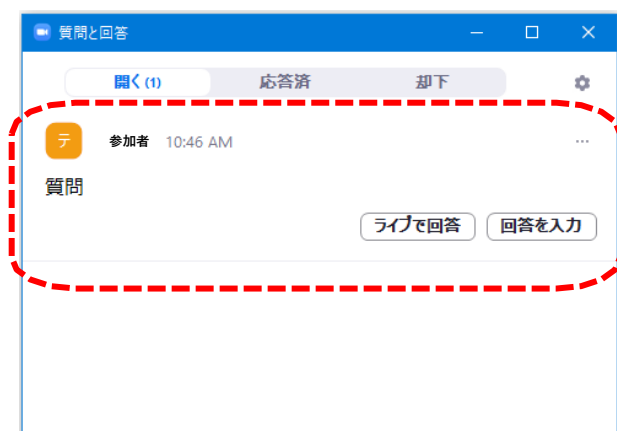 質問と回答
開く(1) 応答済 却下
テ 参加者 10:46 AM
質問
ライブで回答 回答を入力